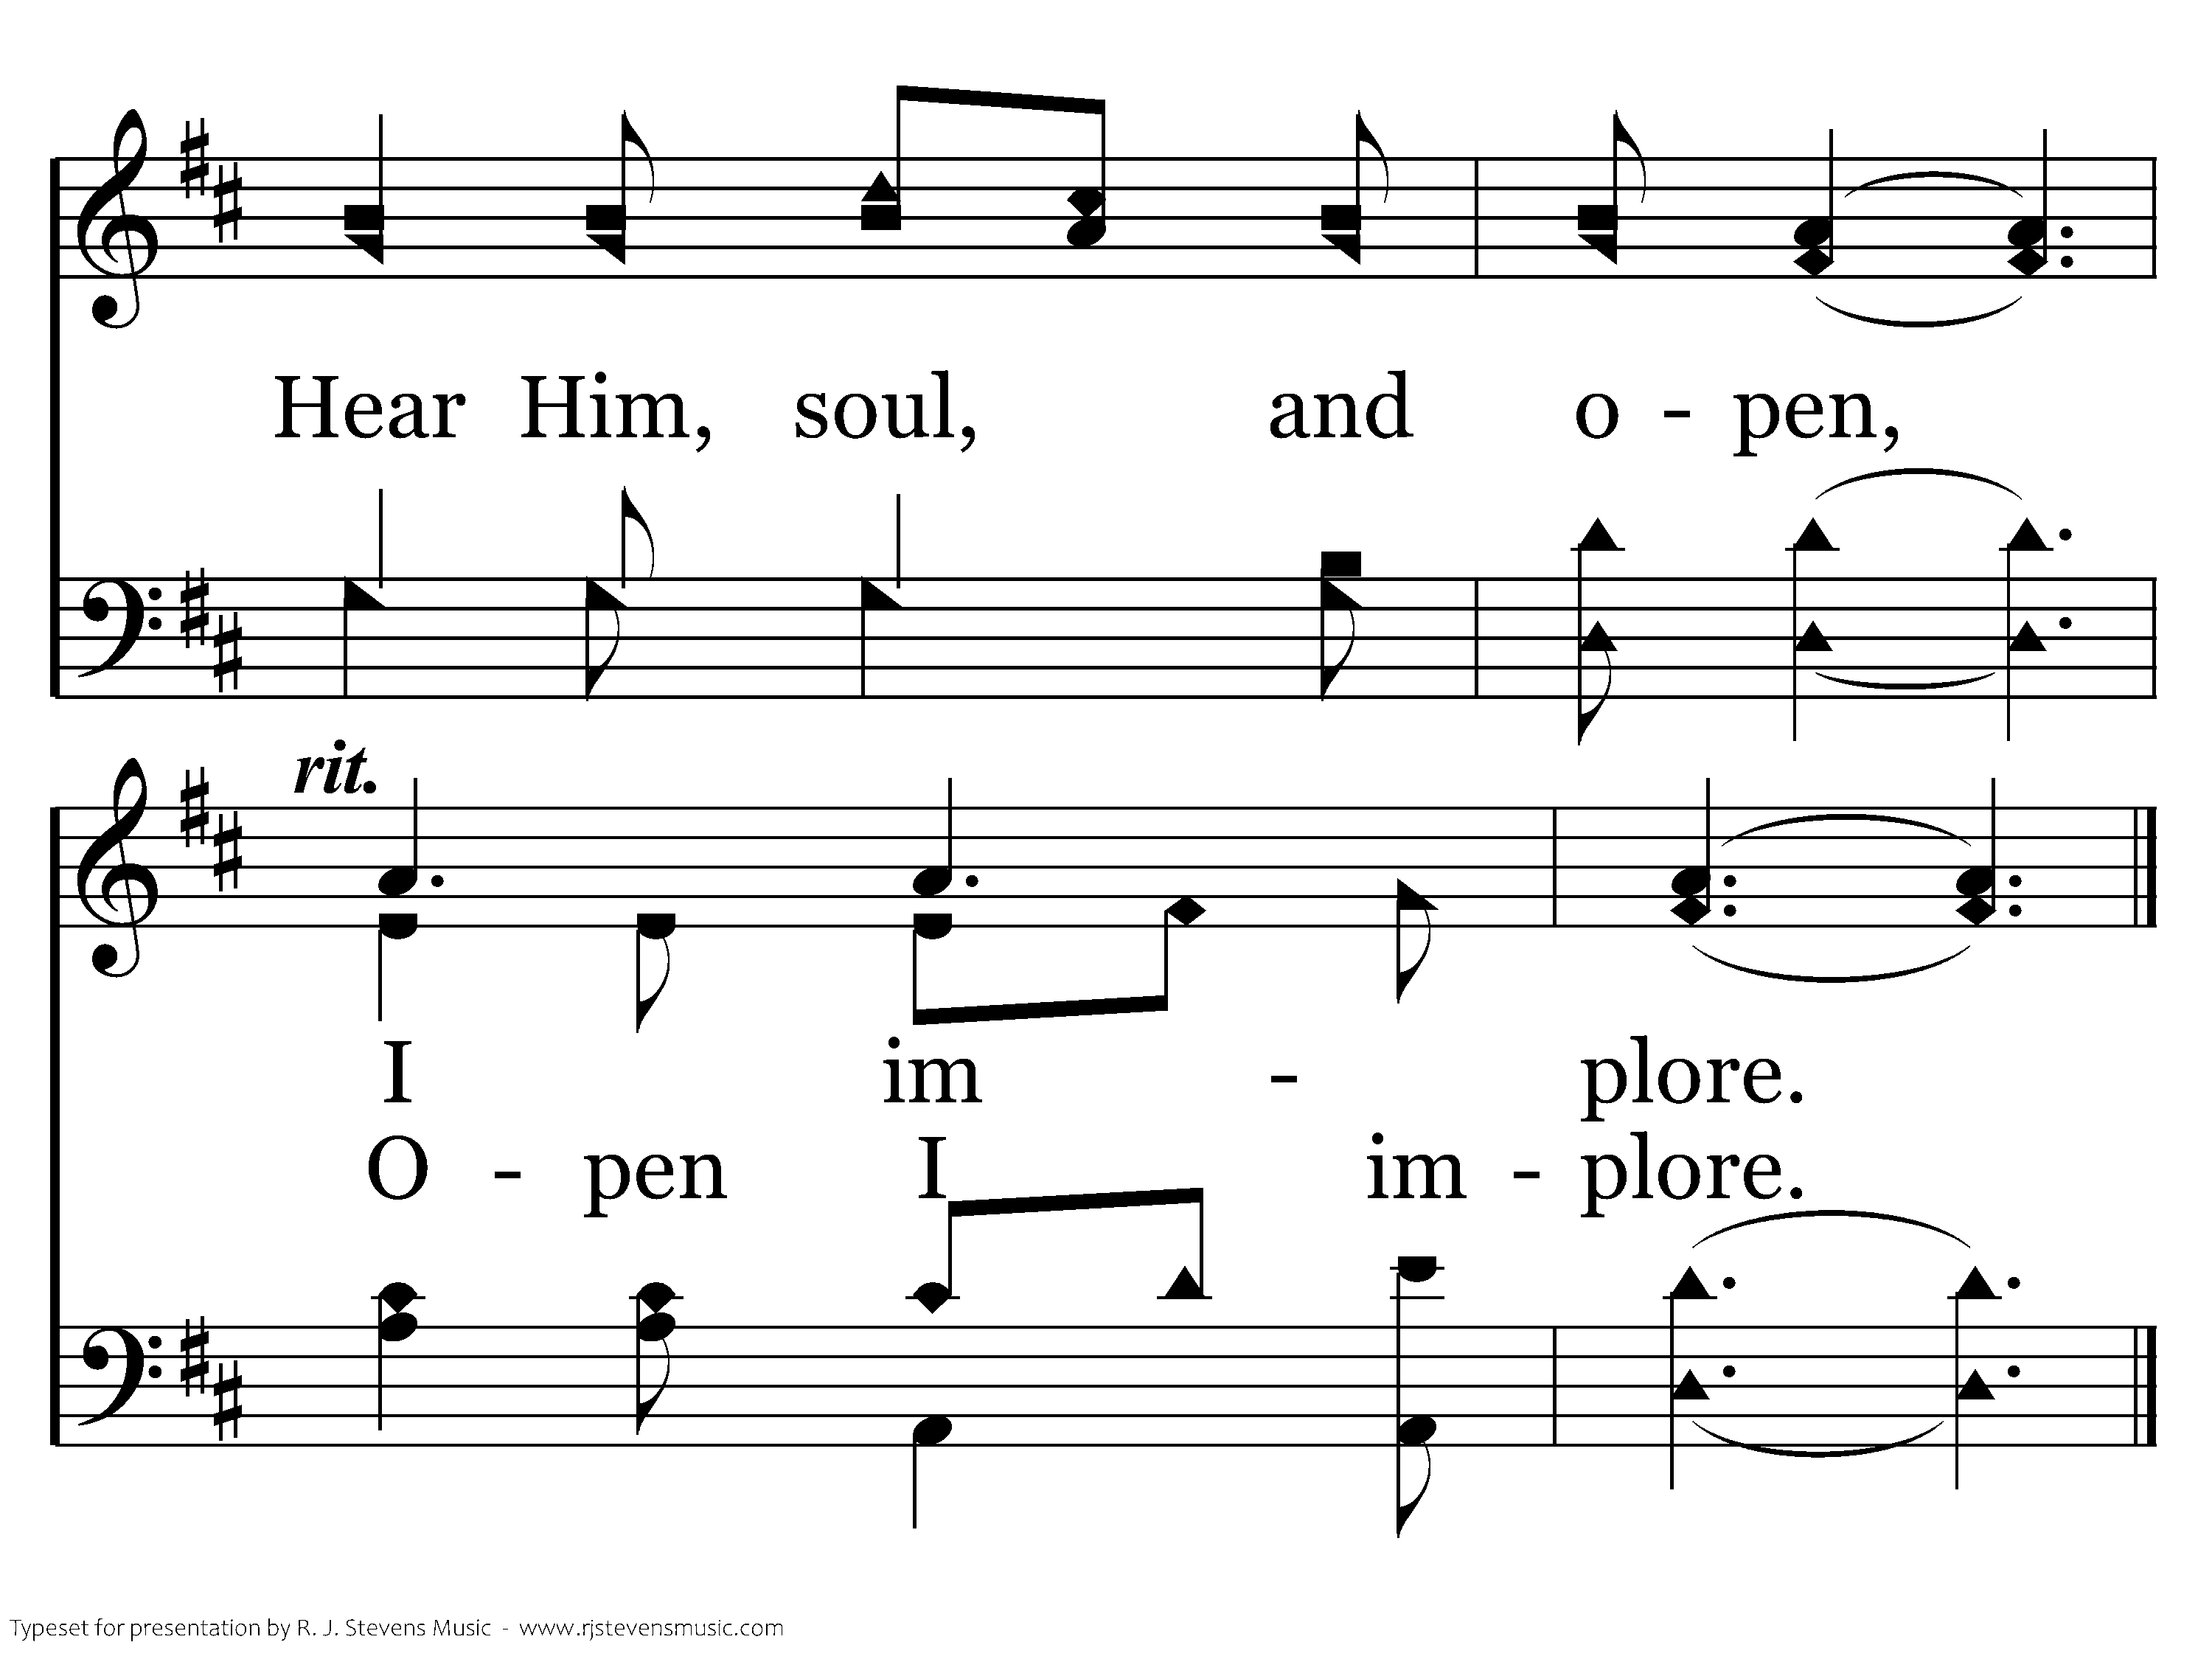 Hear Him, soul, and o - pen,
rit.
I im - plore.
O - pen I im - plore.
Typeset for presentation by R. J. Stevens Music - www.rjstevensmusic.com